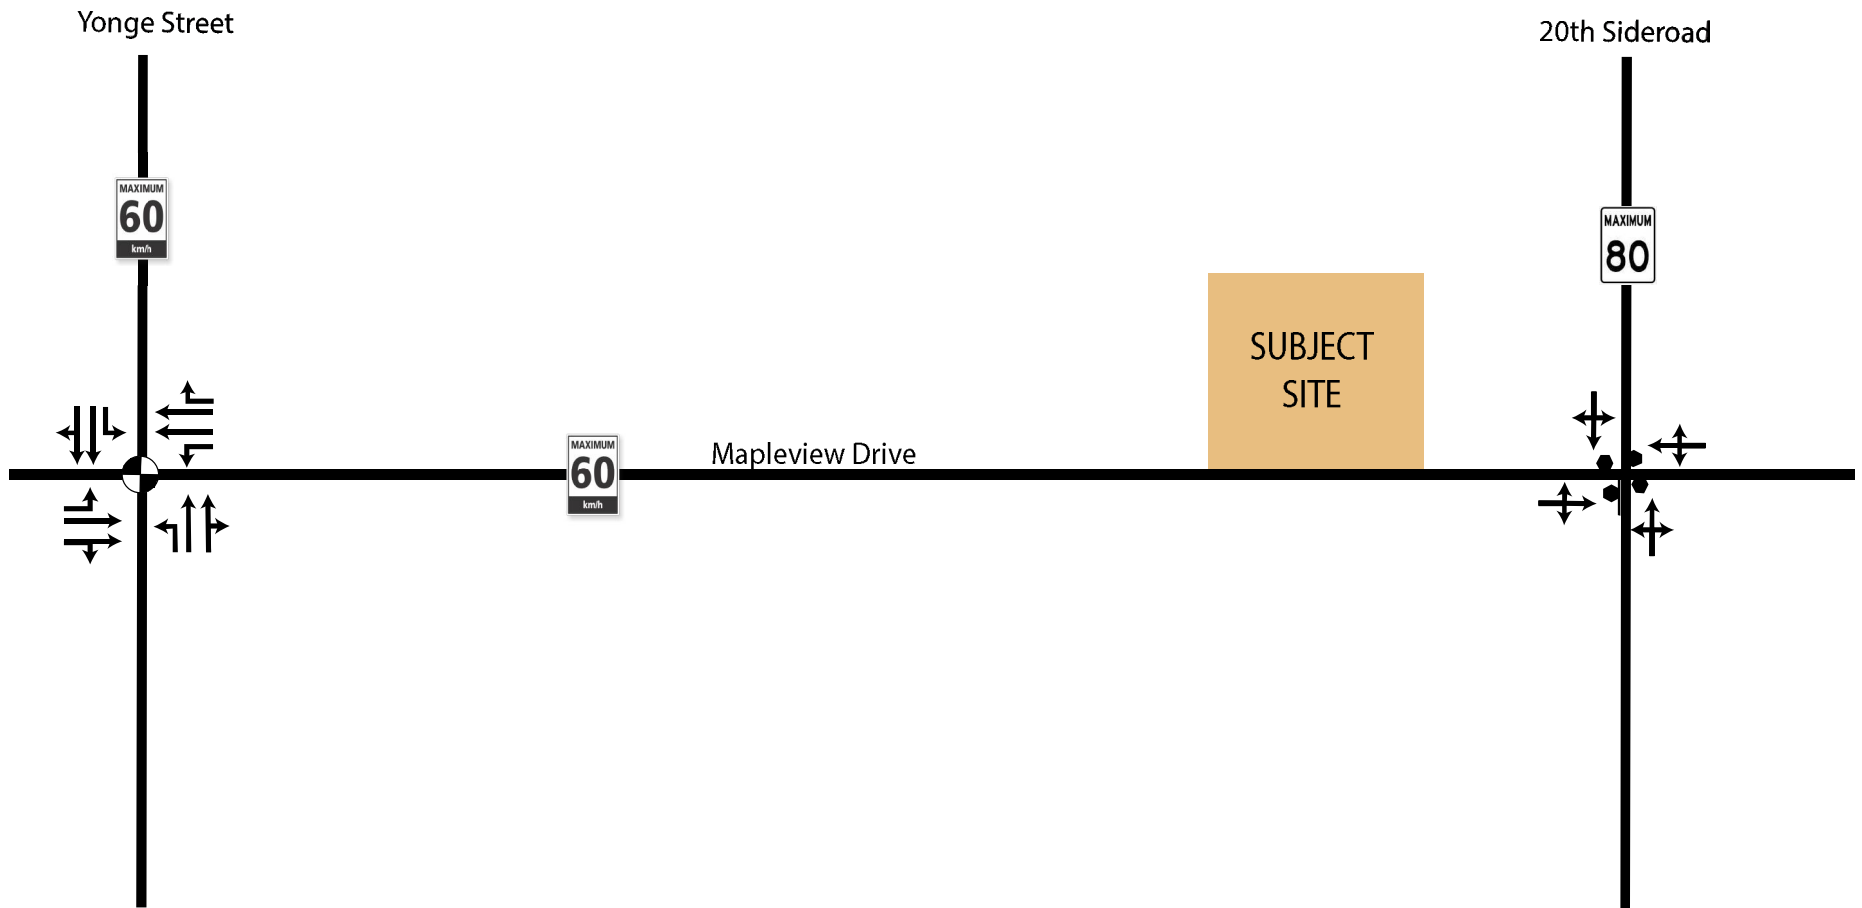 Yonge Street
20th Sideroad
MAXIMUM
60
km/h
MAXIMUM
80
SUBJECT
SITE
MAXIMUM
60
km/h
Mapleview Drive